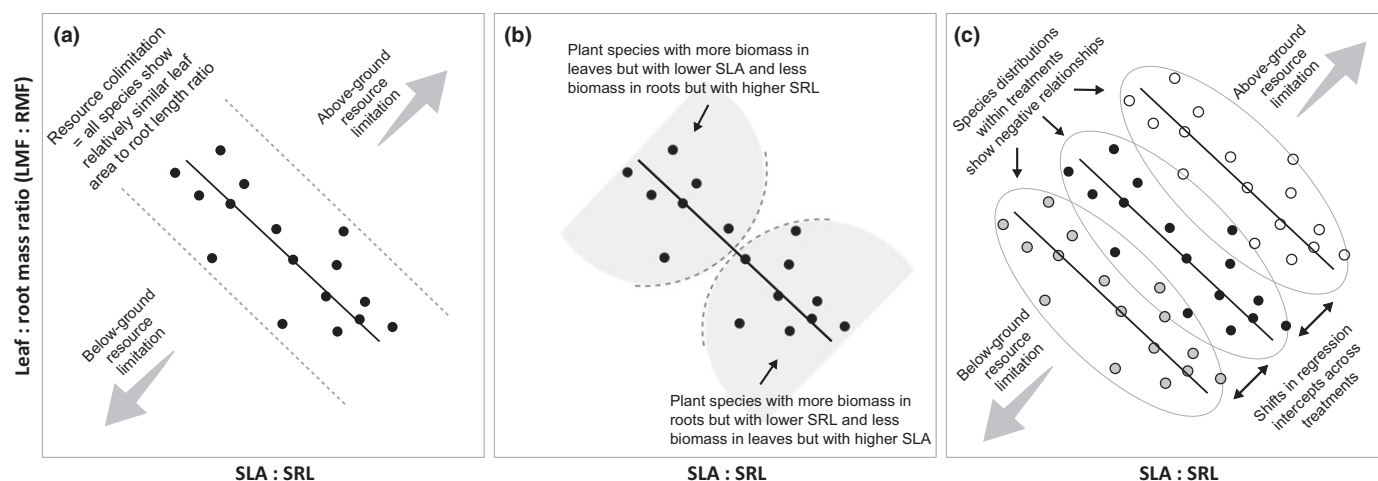 Leaf : root mass ratio (LMF : RMF)
(a)
Resource colimitation
= all species show
relatively similar leaf
area to root length ratio
Above-ground
resource
limitation
Below-ground
resource
limitation
SLA : SRL
(b)
Plant species with more biomass in
leaves but with lower SLA and less
biomass in roots but with higher SRL
Plant species with more biomass in
roots but with lower SRL and less
biomass in leaves but with higher SLA
SLA : SRL
(c)
Species distributions
within treatments
show negative relationships
Above-ground
resource
limitation
Below-ground
resource
limitation
Shifts in regression
intercepts across
treatments
SLA : SRL